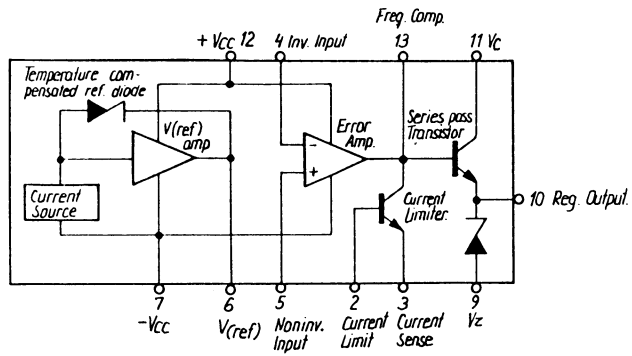 Freq. Comp.
+ Vcc 12
4 Inv. Input
13
11 Vc
Temperature com-
pensated ref. diode
V(ref)
amp
Error
Amp.
Series pass
Transistor
-
+
Current
Source
Current
Limiter.
10 Reg. Output.
7
6
5
2
3
9
-Vcc
V(ref)
Noninv.
Input
Current
Limit
Current
Sense
Vz